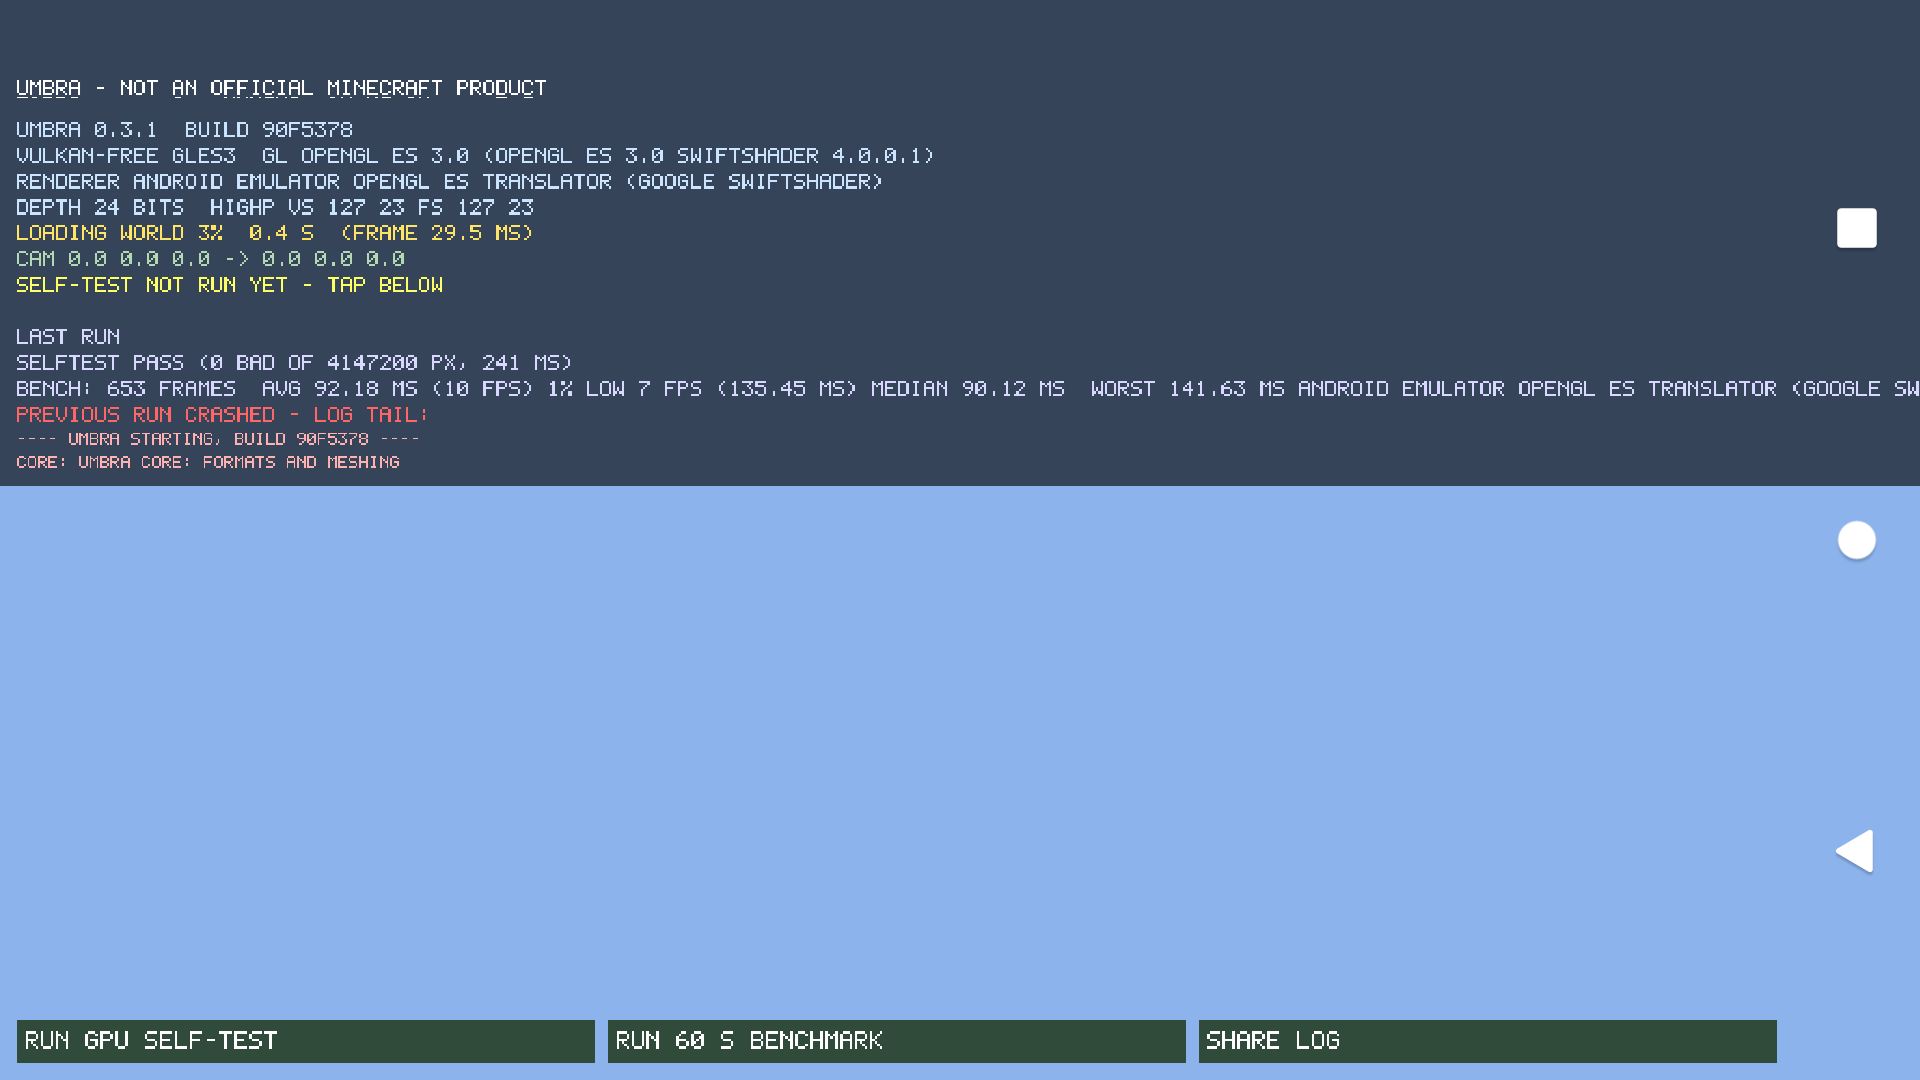 UMBRA - NOT AN OFFICIAL MINECRAFT PRODUCT
UMBRA 0.3.1  BUILD 90F5378
VULKAN-FREE GLES3  GL OPENGL ES 3.0 (OPENGL ES 3.0 SWIFTSHADER 4.0.0.1)
RENDERER ANDROID EMULATOR OPENGL ES TRANSLATOR (GOOGLE SWIFTSHADER)
DEPTH 24 BITS  HIGHP VS 127 23 FS 127 23
LOADING WORLD 3%  0.4 S  (FRAME 29.5 MS)
CAM 0.0 0.0 0.0 -> 0.0 0.0 0.0
SELF-TEST NOT RUN YET - TAP BELOW
LAST RUN
SELFTEST PASS (0 BAD OF 4147200 PX, 241 MS)
BENCH: 653 FRAMES  AVG 92.18 MS (10 FPS) 1% LOW 7 FPS (135.45 MS) MEDIAN 90.12 MS  WORST 141.63 MS ANDROID EMULATOR OPENGL ES TRANSLATOR (GOOGLE SW
PREVIOUS RUN CRASHED - LOG TAIL:
---- UMBRA STARTING, BUILD 90F5378 ----
CORE: UMBRA CORE: FORMATS AND MESHING
RUN GPU SELF-TEST
RUN 60 S BENCHMARK
SHARE LOG